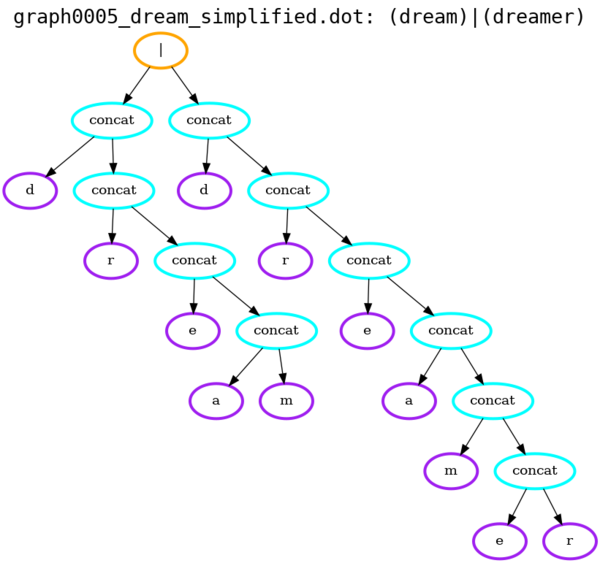 graph0005_dream_simplified.dot: (dream)|(dreamer)
|
concat concat
d concat d concat
r concat r concat
e concat e concat
a m a concat
m concat
e r